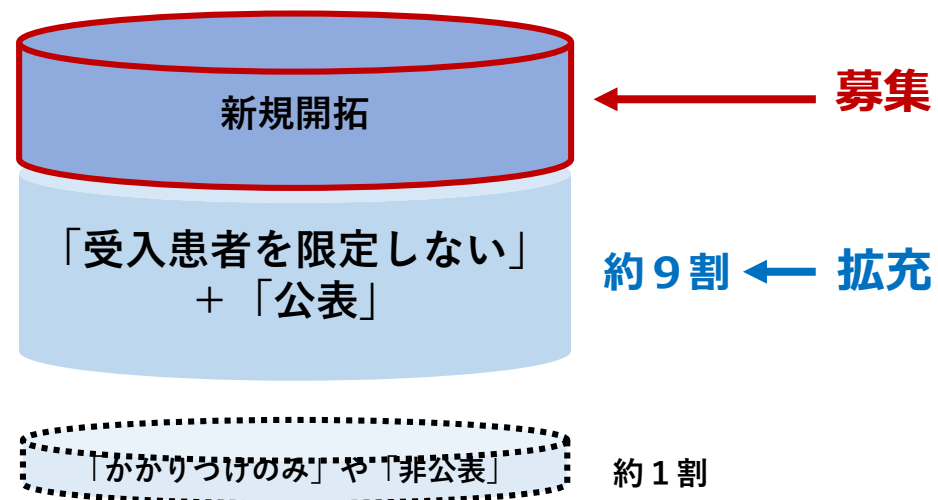 新規開拓
募集
「受入患者を限定しない」
+「公表」
約９割
拡充
「かかりつけのみ」や「非公表」
約１割